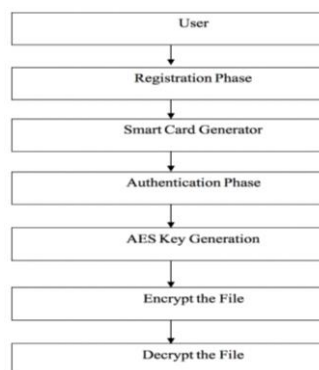 User
Registration Phase
Smart Card Generator
Authentication Phase
AES Key Generation
Encrypt the File
Decrypt the File